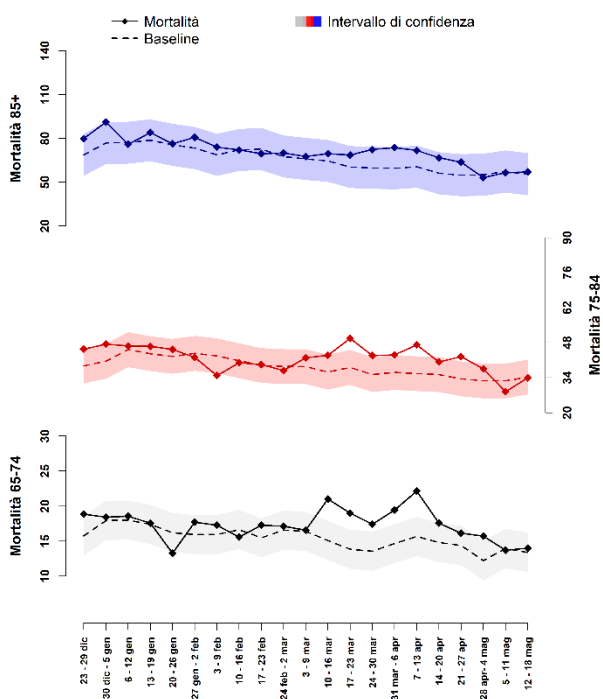 Mortalità
Baseline
Intervallo di confidenza
Mortalità 85+
140
110
80
50
20
Mortalità 75-84
90
76
62
48
34
20
Mortalità 65-74
30
25
20
15
10
23 - 29 dic
30 dic - 5 gen
6 - 12 gen
13 - 19 gen
20 - 26 gen
27 gen - 2 feb
3 - 9 feb
10 - 16 feb
17 - 23 feb
24 feb - 2 mar
3 - 9 mar
10 - 16 mar
17 - 23 mar
24 - 30 mar
31 mar - 6 apr
7 - 13 apr
14 - 20 apr
21 - 27 apr
28 apr - 4 mag
5 - 11 mag
12 - 18 mag